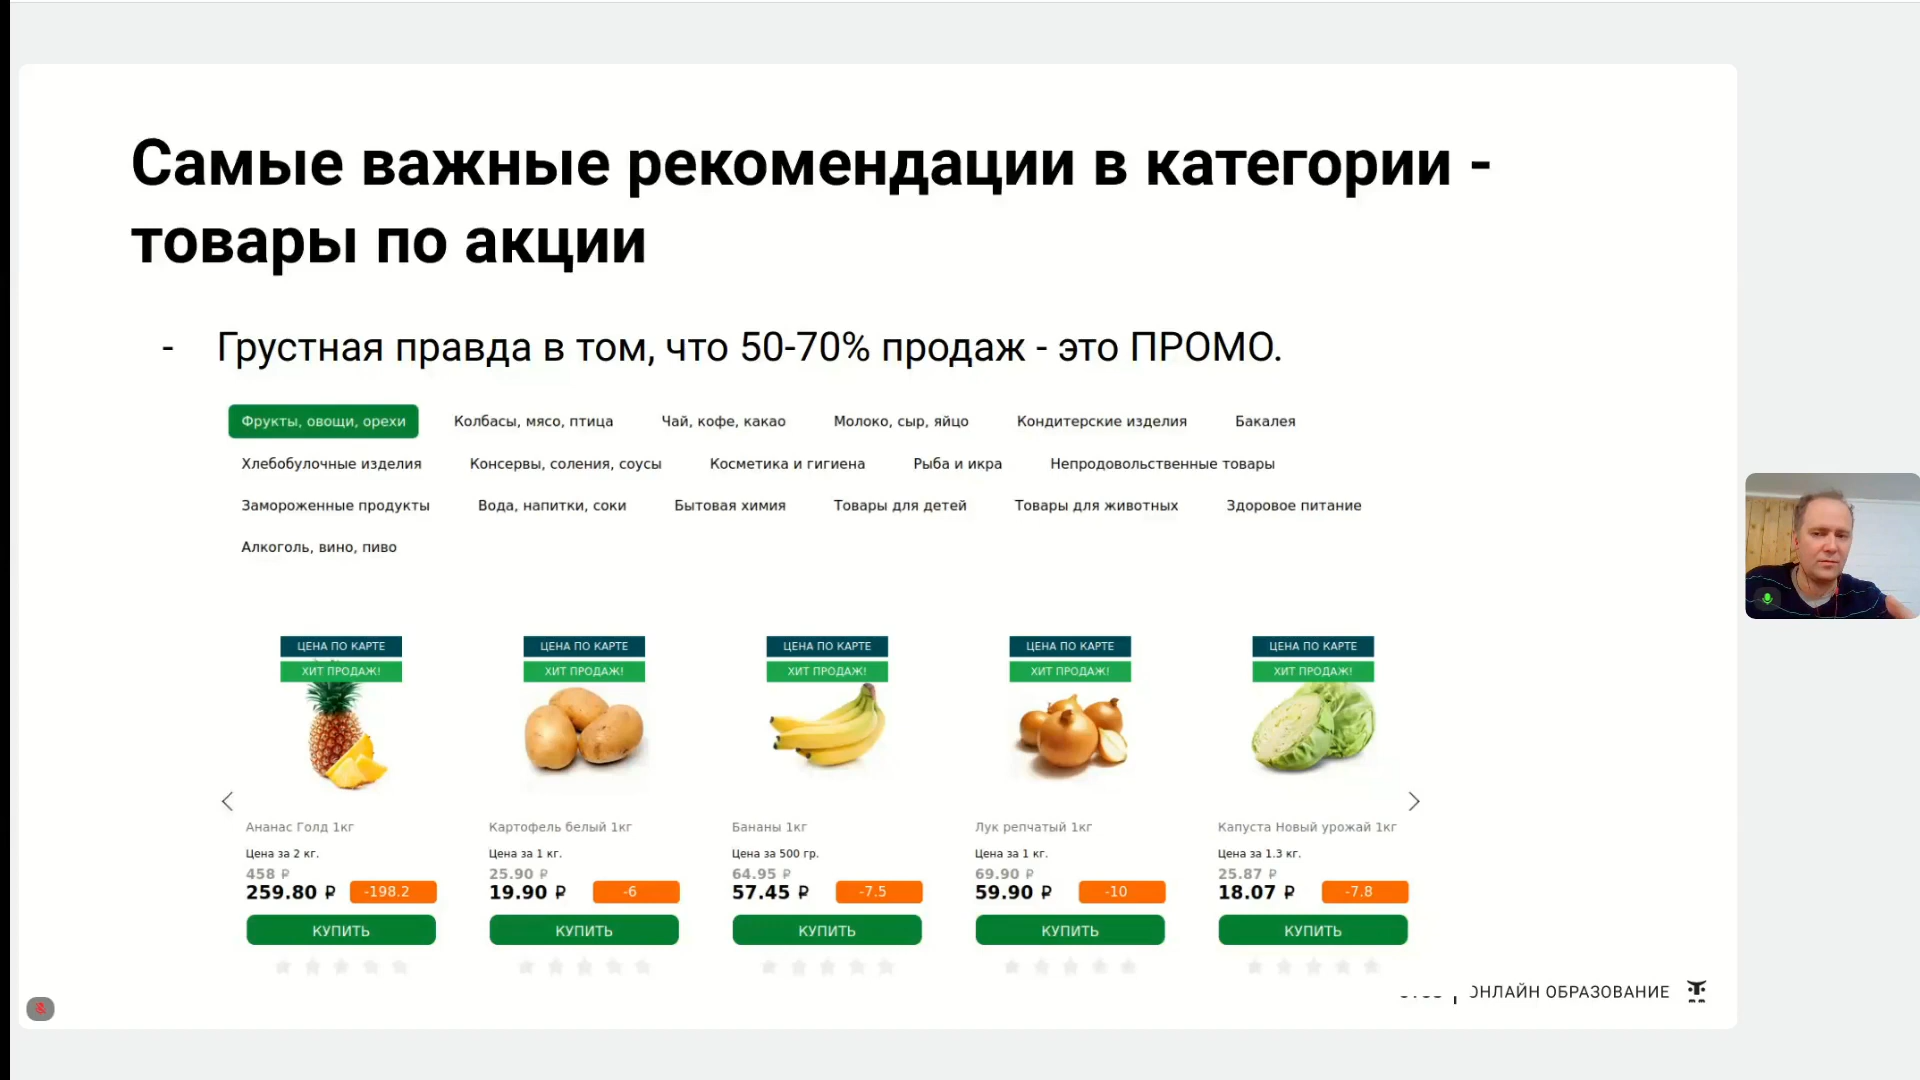 Самые важные рекомендации в категории -
товары по акции
- Грустная правда в том, что 50-70% продаж - это ПРОМО.
Фрукты, овощи, орехи Колбасы, мясо, птица Чай, кофе, какао Молоко, сыр, яйцо Кондитерские изделия Бакалея
Хлебобулочные изделия Консервы, соления, соусы Косметика и гигиена Рыба и икра Непродовольственные товары
Замороженные продукты Вода, напитки, соки Бытовая химия Товары для детей Товары для животных Здоровое питание
Алкоголь, вино, пиво
ЦЕНА ПО КАРТЕ ЦЕНА ПО КАРТЕ ЦЕНА ПО КАРТЕ ЦЕНА ПО КАРТЕ ЦЕНА ПО КАРТЕ
ХИТ ПРОДАЖ! ХИТ ПРОДАЖ! ХИТ ПРОДАЖ! ХИТ ПРОДАЖ! ХИТ ПРОДАЖ!
Ананас Голд 1кг Картофель белый 1кг Бананы 1кг Лук репчатый 1кг Капуста Новый урожай 1кг
Цена за 2 кг. Цена за 1 кг. Цена за 500 гр. Цена за 1 кг. Цена за 1.3 кг.
458 ₽ 25.90 ₽ 64.95 ₽ 69.90 ₽ 25.87 ₽
259.80 ₽ -198.2 19.90 ₽ -6 57.45 ₽ -7.5 59.90 ₽ -10 18.07 ₽ -7.8
КУПИТЬ КУПИТЬ КУПИТЬ КУПИТЬ КУПИТЬ
ОНЛАЙН ОБРАЗОВАНИЕ